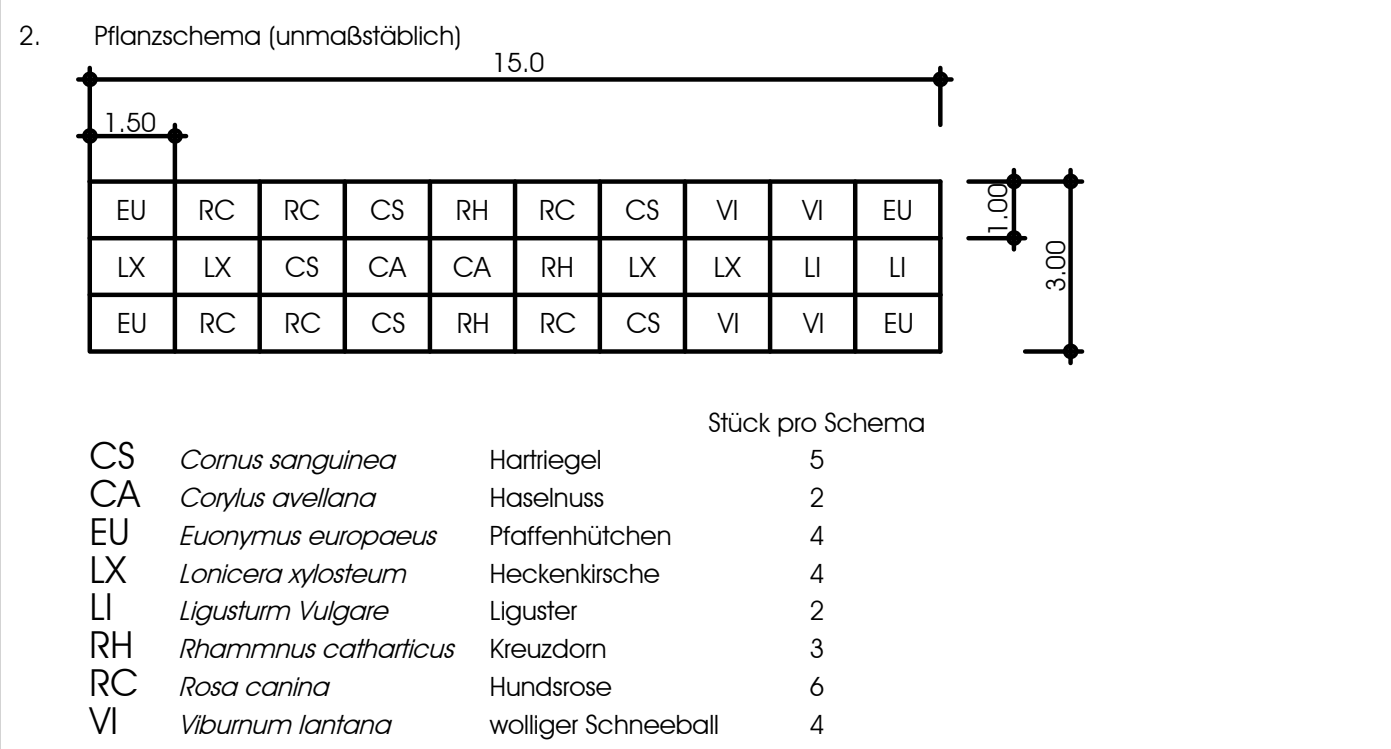 2. Pflanzschema (unmaßstäblich)
15.0
1.50
EU RC RC CS RH RC CS VI VI EU
1.00
LX LX CS CA CA RH LX LX LI LI
3.00
EU RC RC CS RH RC CS VI VI EU
Stück pro Schema
CS Cornus sanguinea Hartriegel 5
CA Corylus avellana Haselnuss 2
EU Euonymus europaeus Pfaffenhütchen 4
LX Lonicera xylosteum Heckenkirsche 4
LI Ligusturm Vulgare Liguster 2
RH Rhammnus catharticus Kreuzdorn 3
RC Rosa canina Hundsrose 6
VI Viburnum lantana wolliger Schneeball 4